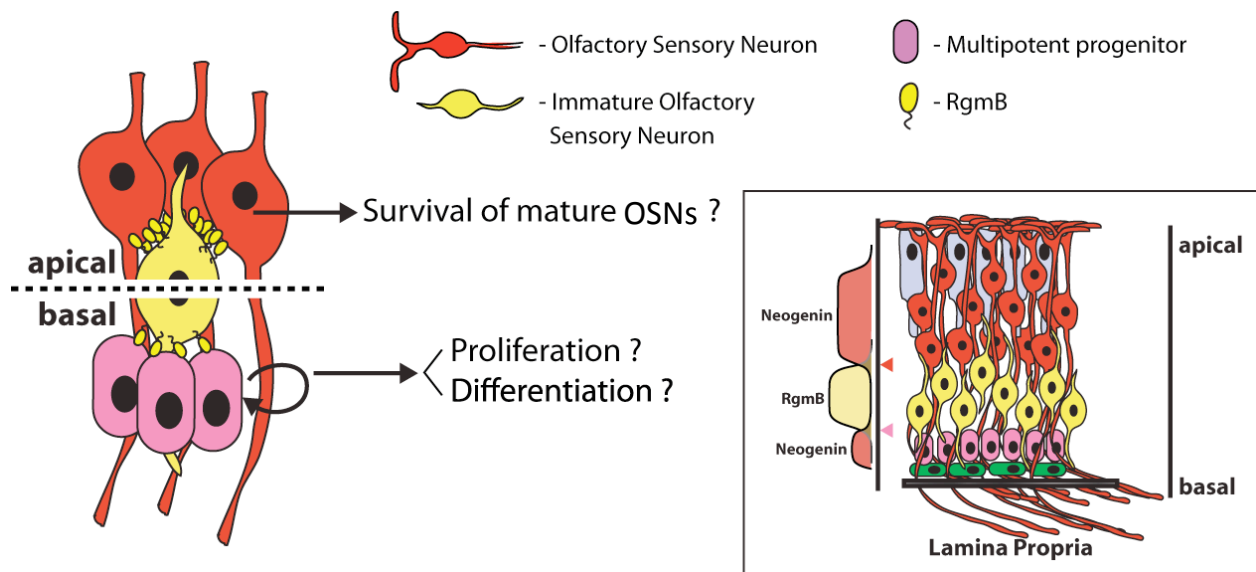 - Olfactory Sensory Neuron
- Immature Olfactory
Sensory Neuron
- Multipotent progenitor
- RgmB
apical
basal
Survival of mature OSNs ?
Proliferation ?
Differentiation ?
Neogenin
RgmB
Neogenin
apical
basal
Lamina Propria